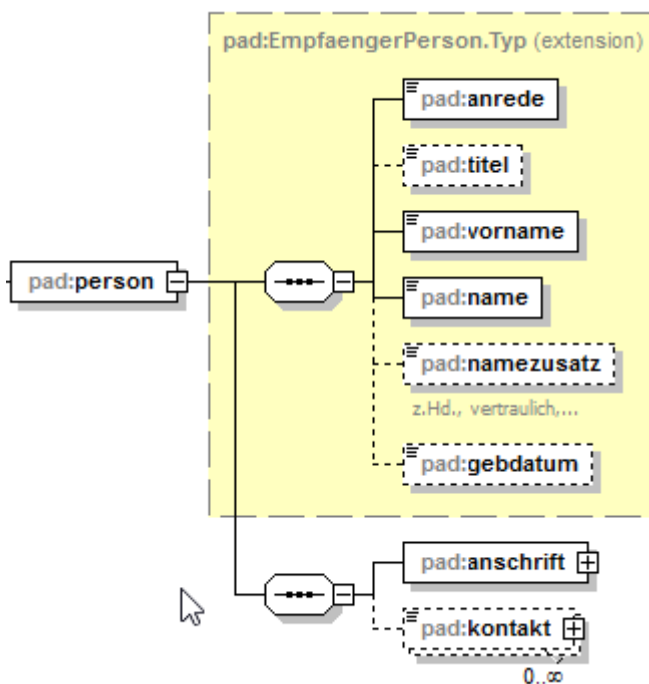 pad:EmpfaengerPerson.Typ (extension)
pad:anrede
pad:titel
pad:vorname
pad:person
pad:name
pad:namezusatz
z.Hd., vertraulich,...
pad:gebdatum
pad:anschrift
pad:kontakt
0..∞